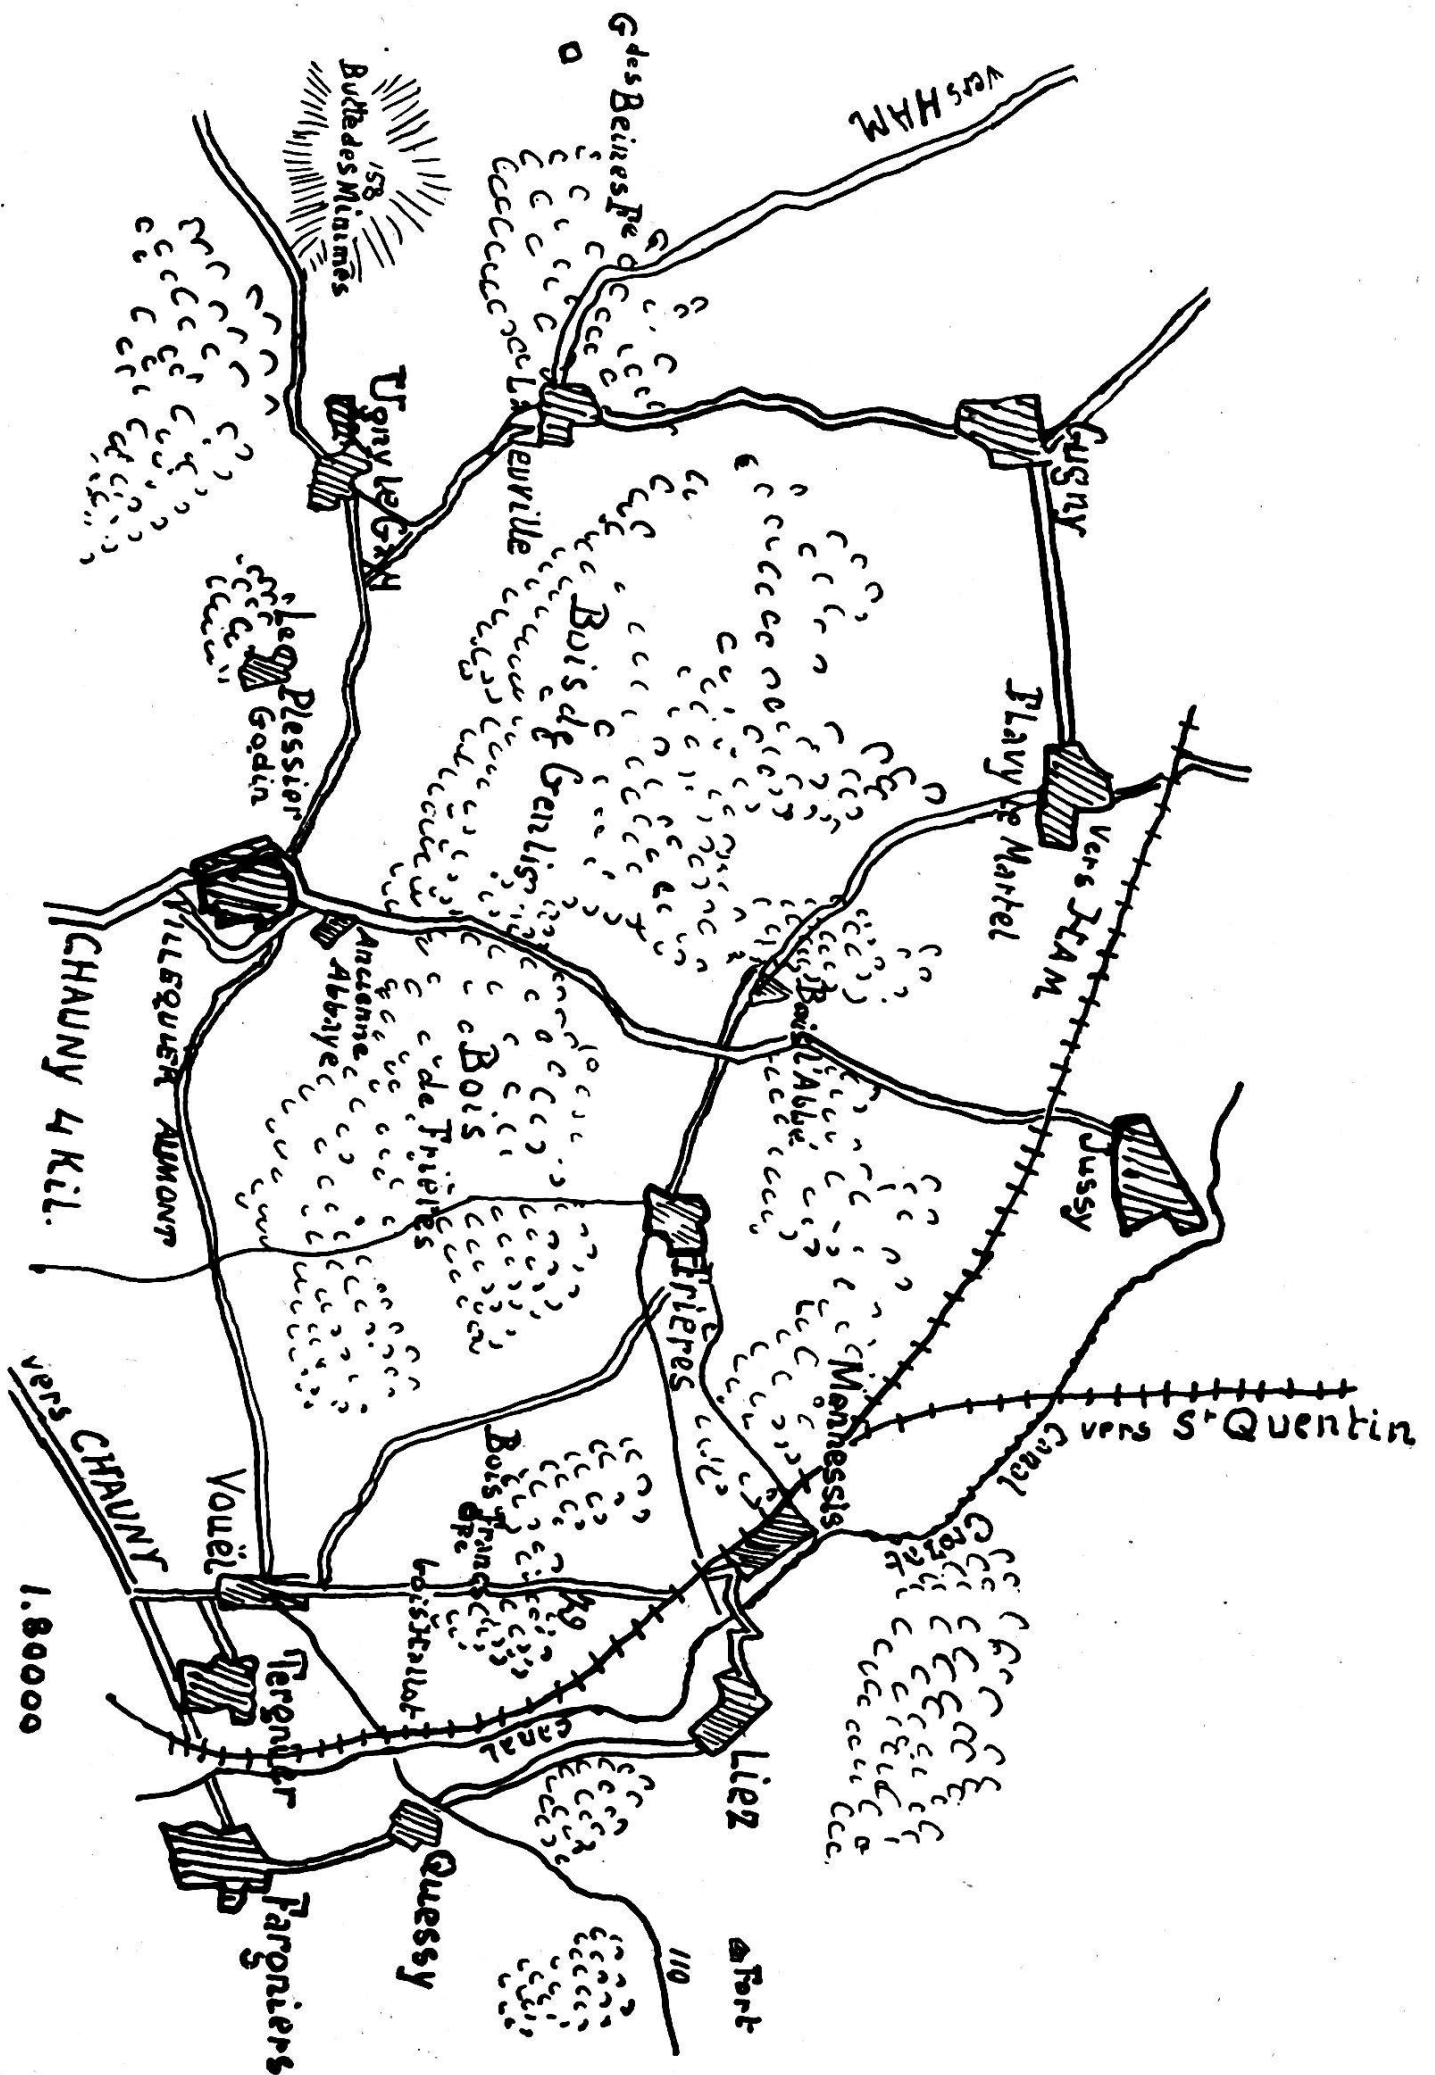 vers St Quentin
Cugny
Jussy
Vers HAM
Canal
Crozat
Flavy Le Martel
vers HAM
Bois l'Abbé
Mennessis
Liez
Fort
110
Frières
Gdes Beines Fe
La Neuville
Bois de Genlis
Bois
de Frières
Bois Franc
79
Canal
Bois Hallot
Quessy
Butte des Minimes
158
Ugny Le Gay
Ancienne
Abbaye
Le Plessier
Godin
Tergnier
Fargniers
Vouël
VILLEQUIER AUMONT
vers CHAUNY
CHAUNY 4 Kil.
1.80000